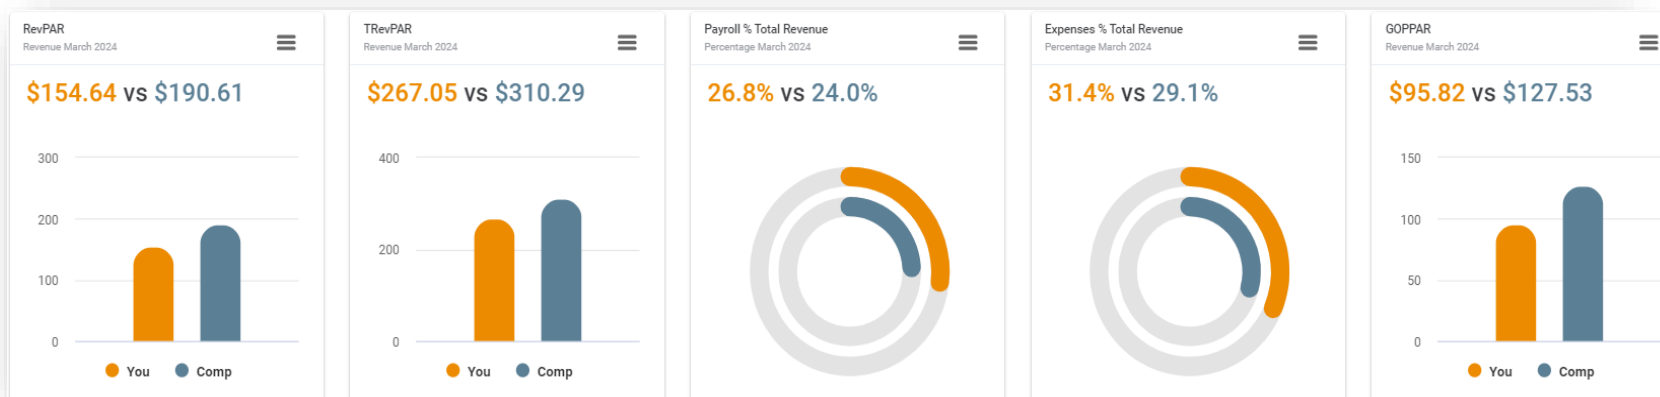 RevPAR
Revenue March 2024
$154.64 vs $190.61
300
200
100
0
You Comp
TRevPAR
Revenue March 2024
$267.05 vs $310.29
400
200
0
You Comp
Payroll % Total Revenue
Percentage March 2024
26.8% vs 24.0%
Expenses % Total Revenue
Percentage March 2024
31.4% vs 29.1%
GOPPAR
Revenue March 2024
$95.82 vs $127.53
150
100
50
0
You Comp